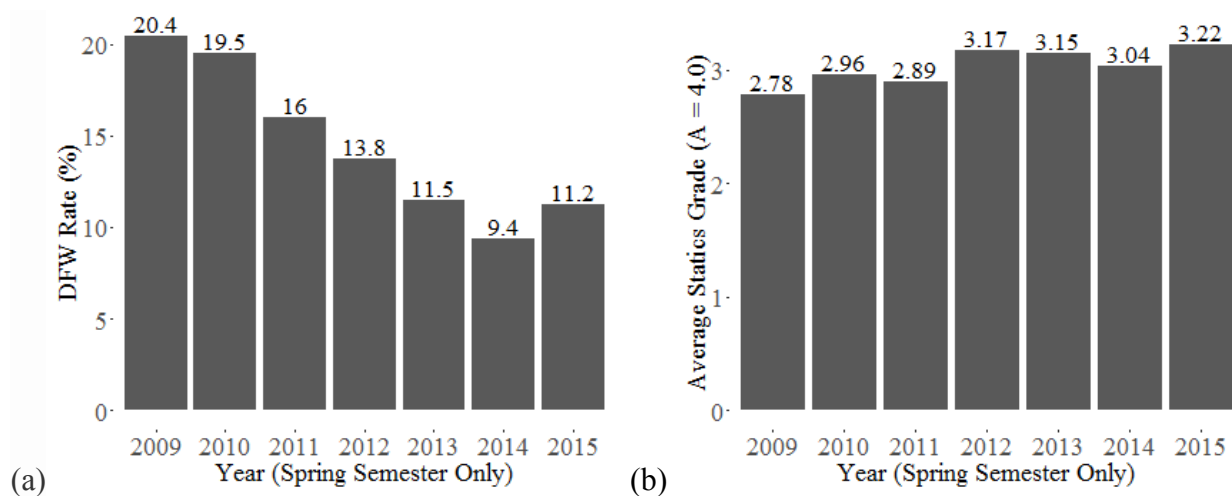 20.4
19.5
16
13.8
11.5
9.4
11.2
DFW Rate (%)
20
15
10
5
0
2009 2010 2011 2012 2013 2014 2015
Year (Spring Semester Only)
(a)
2.78
2.96
2.89
3.17
3.15
3.04
3.22
Average Statics Grade (A = 4.0)
3
2
1
0
2009 2010 2011 2012 2013 2014 2015
Year (Spring Semester Only)
(b)